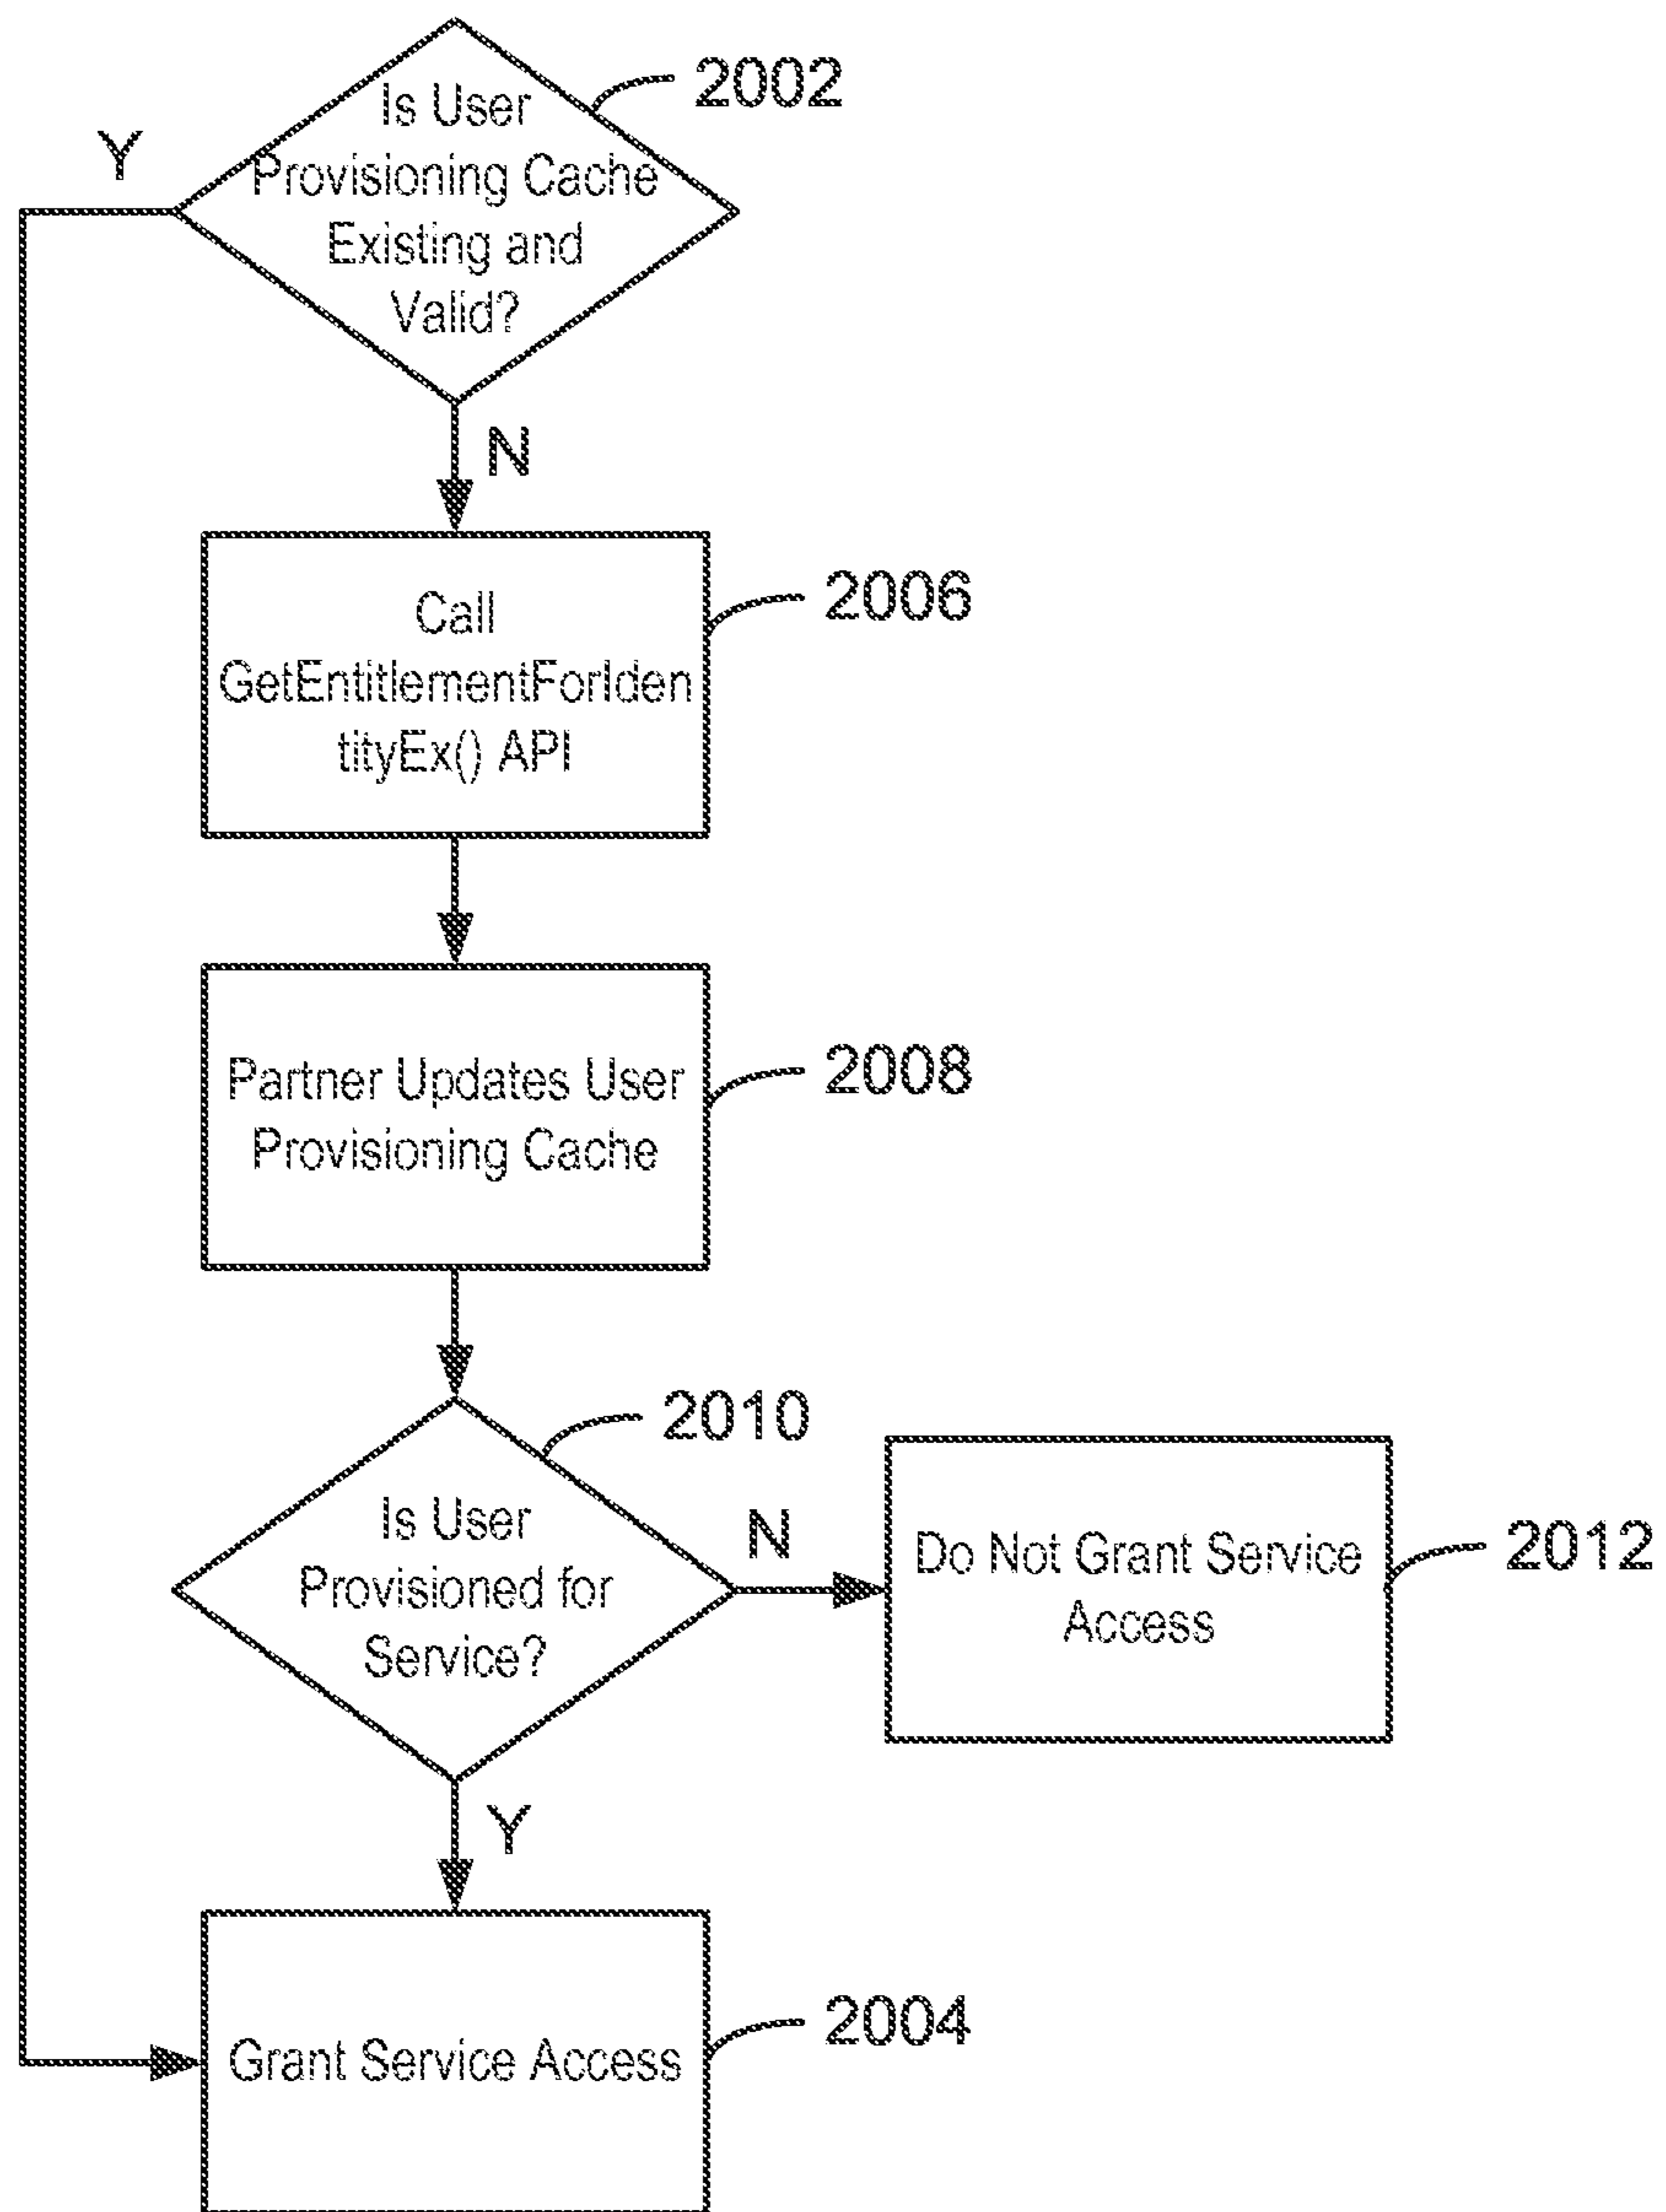 Is User
Provisioning Cache
Existing and
Valid?
2002
Y
N
Call
GetEntitlementForIden
tityEx() API
2006
Partner Updates User
Provisioning Cache
2008
Is User
Provisioned for
Service?
2010
N
Do Not Grant Service
Access
2012
Y
Grant Service Access
2004